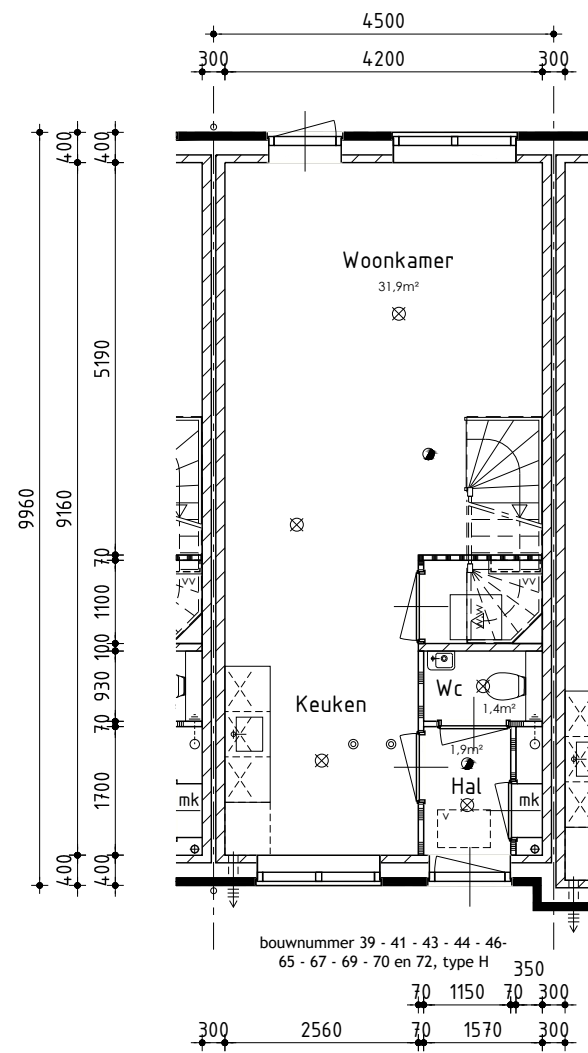 4500
300 4200 300
400 400
Woonkamer
31,9m²
5190
9960
9160
70
vv
vv
1100
100
930
Wc
1,4m²
Keuken
70
1,9m²
1700
Hal
mk
mk
v
400 400
bouwnummer 39 - 41 - 43 - 44 - 46-
65 - 67 - 69 - 70 en 72, type H
350
70 1150 70 300
300 2560 70 1570 300